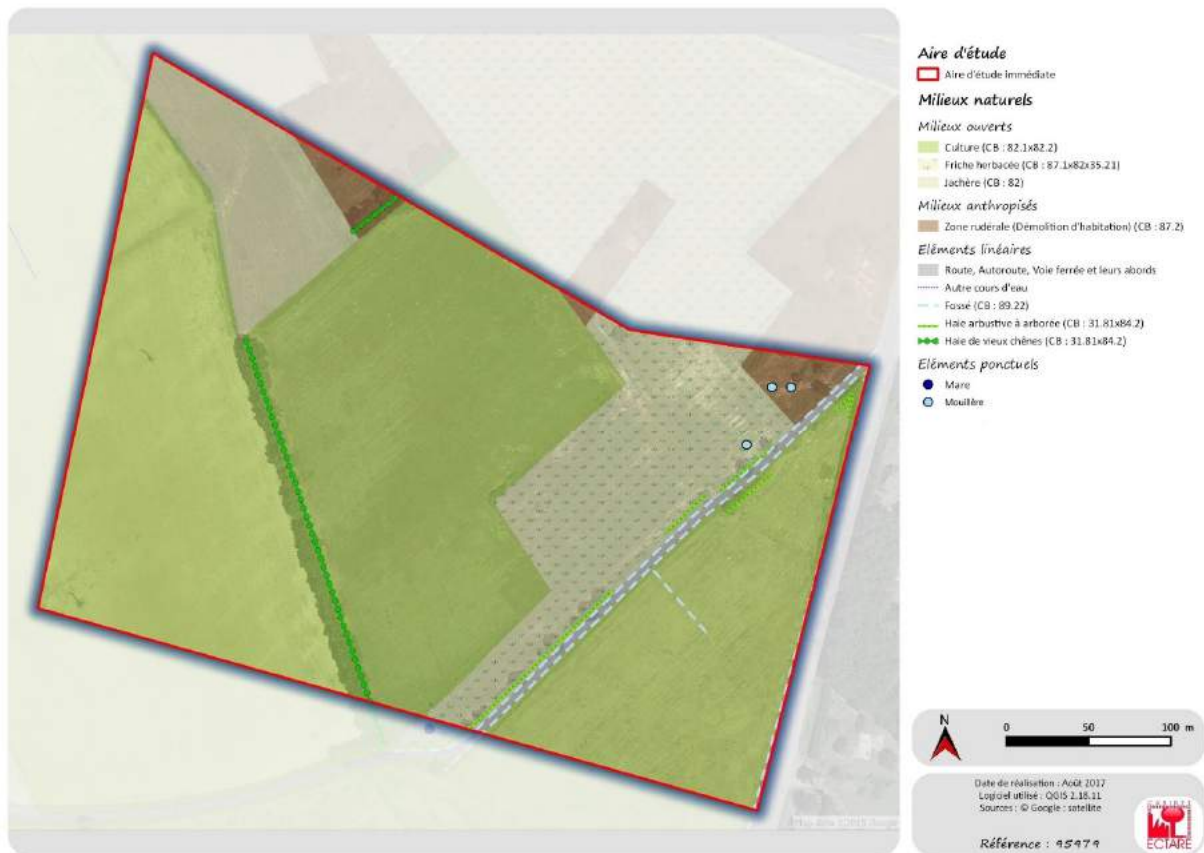 Aire d'étude
Aire d'étude immédiate
Milieux naturels
Milieux ouverts
Culture (CB : 82.1x82.2)
Friche herbacée (CB : 87.1x82x35.21)
Jachère (CB : 82)
Milieux anthropisés
Zone rudérale (Démolition d'habitation) (CB : 87.2)
Eléments linéaires
Route, Autoroute, Voie ferrée et leurs abords
Autre cours d'eau
Fossé (CB : 89.22)
Haie arbustive à arborée (CB : 31.81x84.2)
Haie de vieux chênes (CB : 31.81x84.2)
Eléments ponctuels
Mare
Mouillère
N
0 50 100 m
Date de réalisation : Août 2017
Logiciel utilisé : QGIS 2.18.11
Sources : © Google : satellite
Référence : 95979
ECTARE